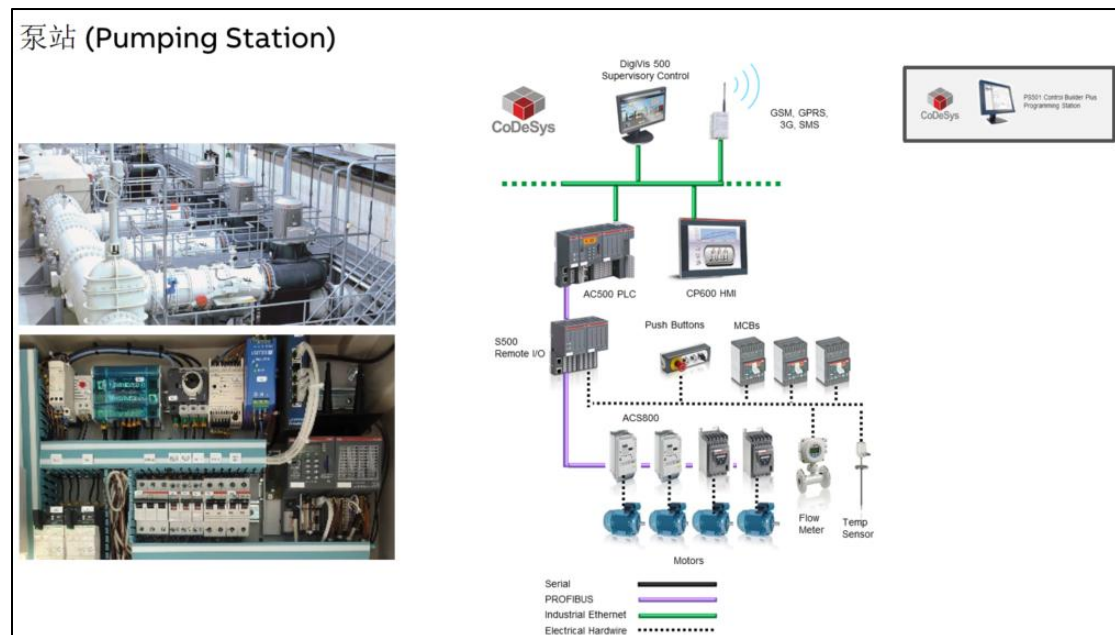 泵站 (Pumping Station)
DigiVis 500
Supervisory Control
CoDeSys
GSM, GPRS,
3G, SMS
CoDeSys
PS501 Control Builder Plus
Programming Station
AC500 PLC
CP600 HMI
S500
Remote I/O
Push Buttons
MCBs
ACS800
Flow
Meter
Temp
Sensor
Motors
Serial
PROFIBUS
Industrial Ethernet
Electrical Hardwire